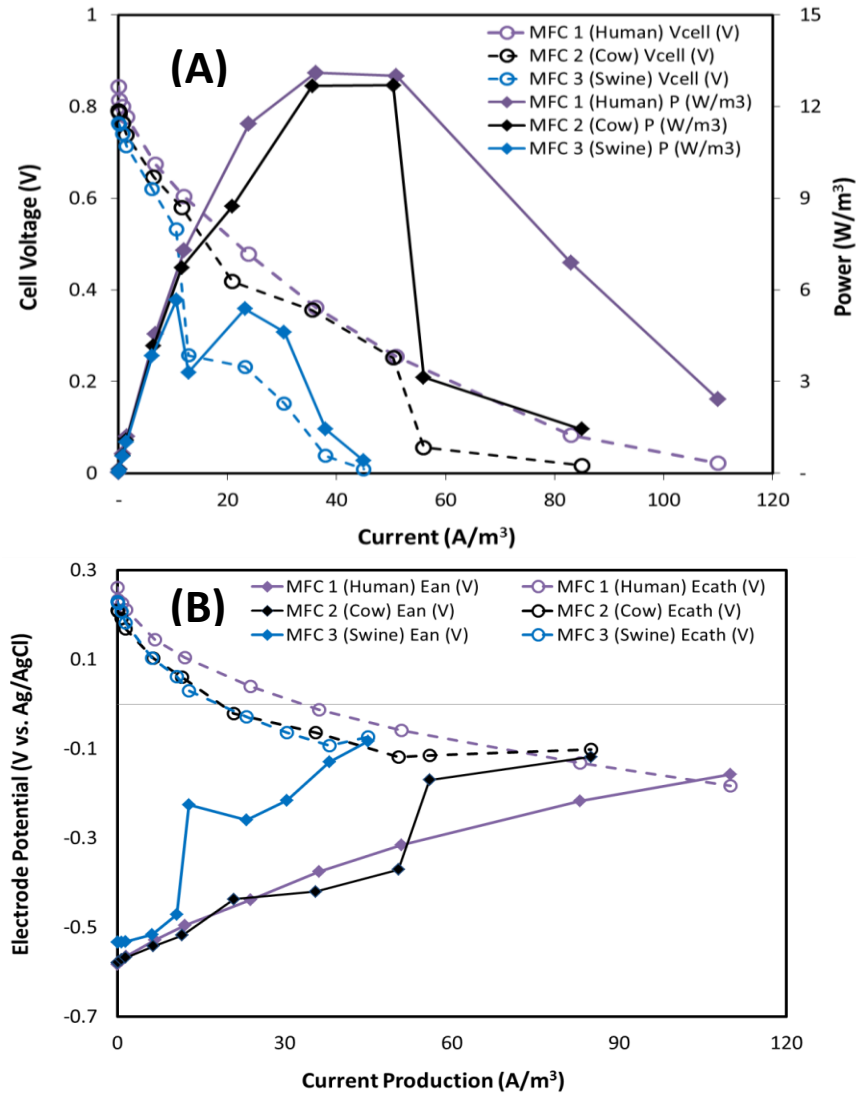 (A)
MFC 1 (Human) Vcell (V)
MFC 2 (Cow) Vcell (V)
MFC 3 (Swine) Vcell (V)
MFC 1 (Human) P (W/m3)
MFC 2 (Cow) P (W/m3)
MFC 3 (Swine) P (W/m3)
Cell Voltage (V)
1
0.8
0.6
0.4
0.2
0
Power (W/m³)
15
12
9
6
3
-
- 20 40 60 80 100 120
Current (A/m³)
(B)
MFC 1 (Human) Ean (V) MFC 1 (Human) Ecath (V)
MFC 2 (Cow) Ean (V) MFC 2 (Cow) Ecath (V)
MFC 3 (Swine) Ean (V) MFC 3 (Swine) Ecath (V)
Electrode Potential (V vs. Ag/AgCl)
0.3
0.1
-0.1
-0.3
-0.5
-0.7
0 30 60 90 120
Current Production (A/m³)